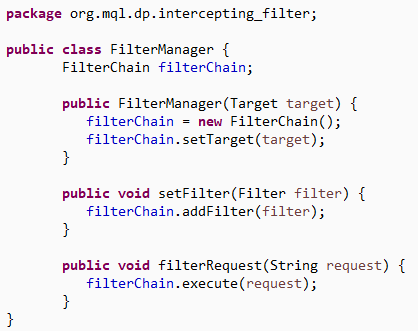 package org.mql.dp.intercepting_filter;
public class FilterManager {
FilterChain filterChain;
public FilterManager(Target target) {
filterChain = new FilterChain();
filterChain.setTarget(target);
}
public void setFilter(Filter filter) {
filterChain.addFilter(filter);
}
public void filterRequest(String request) {
filterChain.execute(request);
}
}